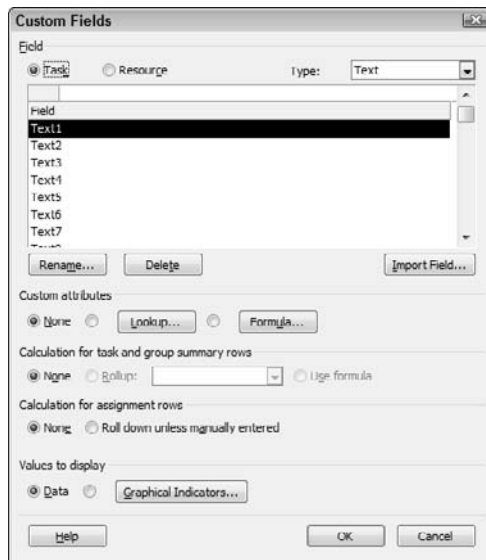 Custom Fields
Field
Task Resource Type: Text
Field
Text1
Text2
Text3
Text4
Text5
Text6
Text7
Rename... Delete Import Field...
Custom attributes
None Lookup... Formula...
Calculation for task and group summary rows
None Rollup: Use formula
Calculation for assignment rows
None Roll down unless manually entered
Values to display
Data Graphical Indicators...
Help OK Cancel